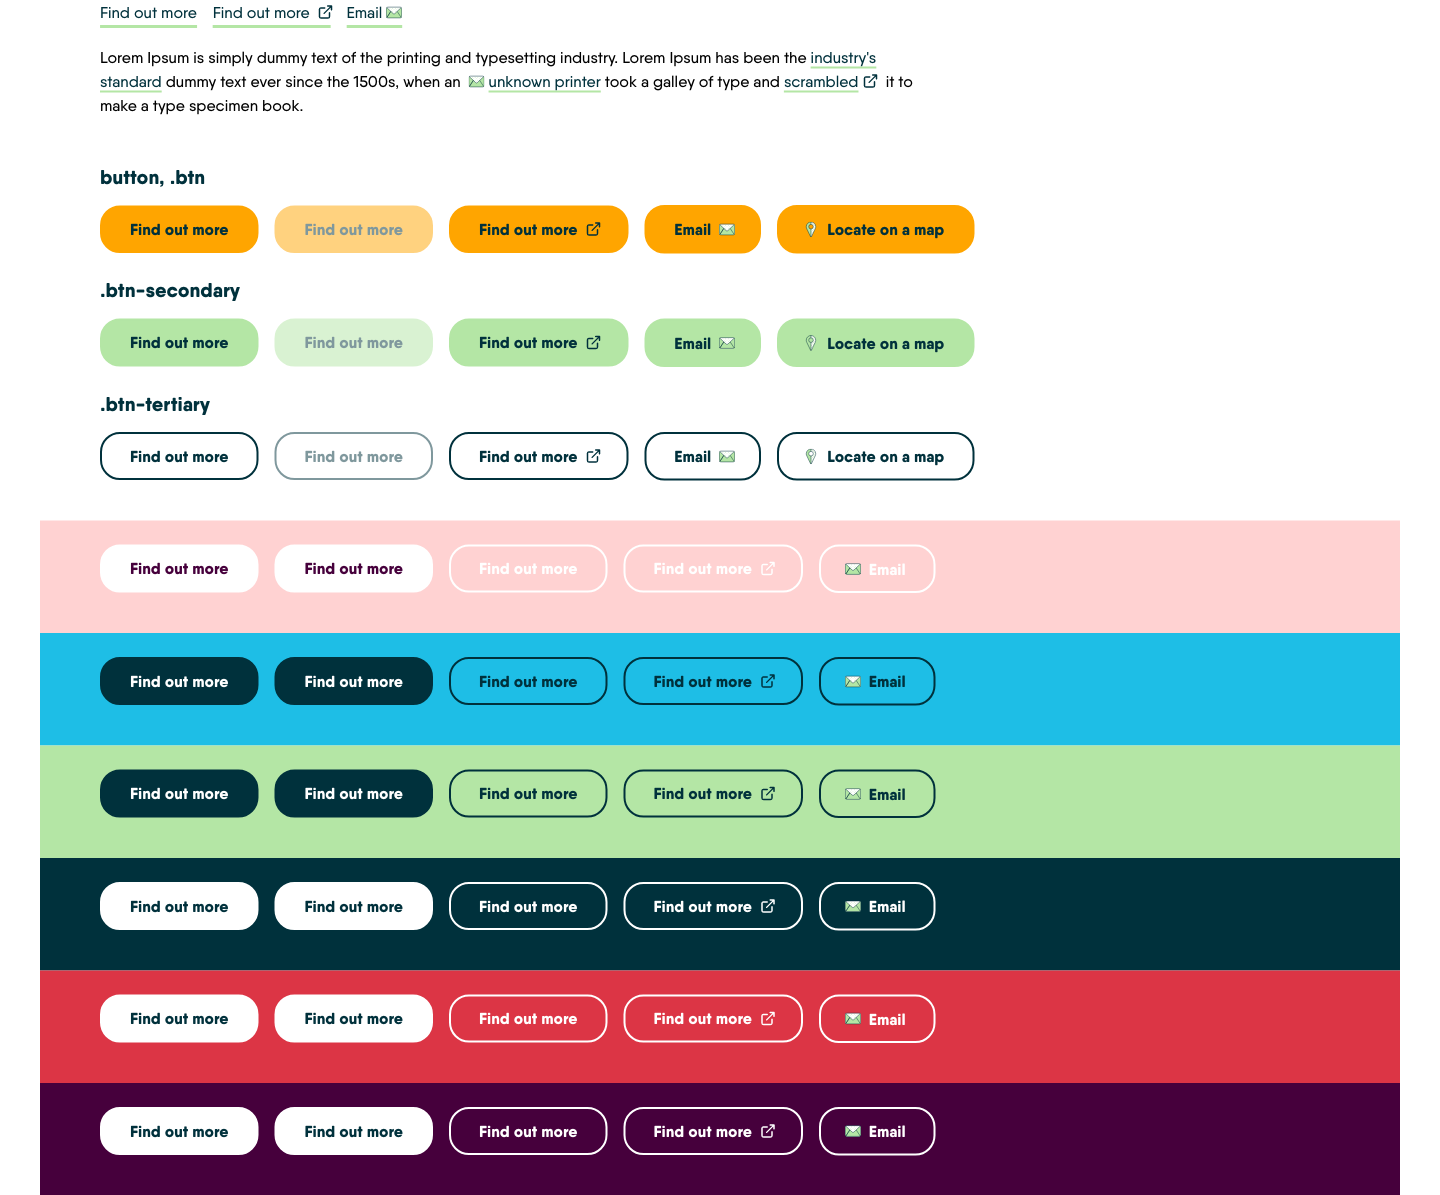 Find out more Find out more Email
Lorem Ipsum is simply dummy text of the printing and typesetting industry. Lorem Ipsum has been the industry's
standard dummy text ever since the 1500s, when an unknown printer took a galley of type and scrambled it to
make a type specimen book.
button, .btn
Find out more Find out more Find out more Email Locate on a map
.btn-secondary
Find out more Find out more Find out more Email Locate on a map
.btn-tertiary
Find out more Find out more Find out more Email Locate on a map
Find out more Find out more Find out more Find out more Email
Find out more Find out more Find out more Find out more Email
Find out more Find out more Find out more Find out more Email
Find out more Find out more Find out more Find out more Email
Find out more Find out more Find out more Find out more Email
Find out more Find out more Find out more Find out more Email